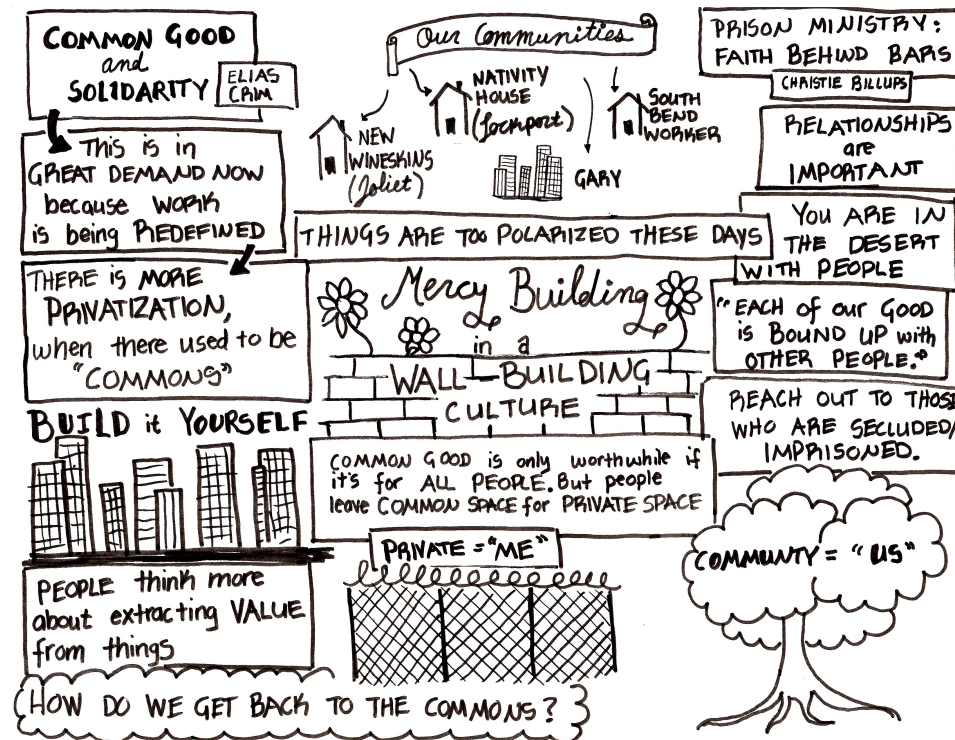 COMMON GOOD
and
SOLIDARITY
ELIAS
CRIM
This is in
GREAT DEMAND NOW
because WORK
is being REDEFINED
THERE is MORE
PRIVATIZATION,
when there used to be
"COMMONS"
BUILD it YOURSELF
PEOPLE think more
about extracting VALUE
from things
HOW DO WE GET BACK TO THE COMMONS?
Our Communities
NEW
WINESKINS
(Joliet)
NATIVITY
HOUSE
(Lockport)
GARY
SOUTH
BEND
WORKER
THINGS ARE TOO POLARIZED THESE DAYS
Mercy Building
in a
WALL-BUILDING
CULTURE
COMMON GOOD is only worthwhile if
it's for ALL PEOPLE. But people
leave COMMON SPACE for PRIVATE SPACE
PRIVATE = "ME"
PRISON MINISTRY:
FAITH BEHIND BARS
CHRISTIE BILLUPS
RELATIONSHIPS
are
IMPORTANT
YOU ARE IN
THE DESERT
WITH PEOPLE
"EACH OF OUR GOOD
is BOUND UP with
OTHER PEOPLE."
REACH OUT TO THOSE
WHO ARE SECLUDED/
IMPRISONED.
COMMUNTY = "US"